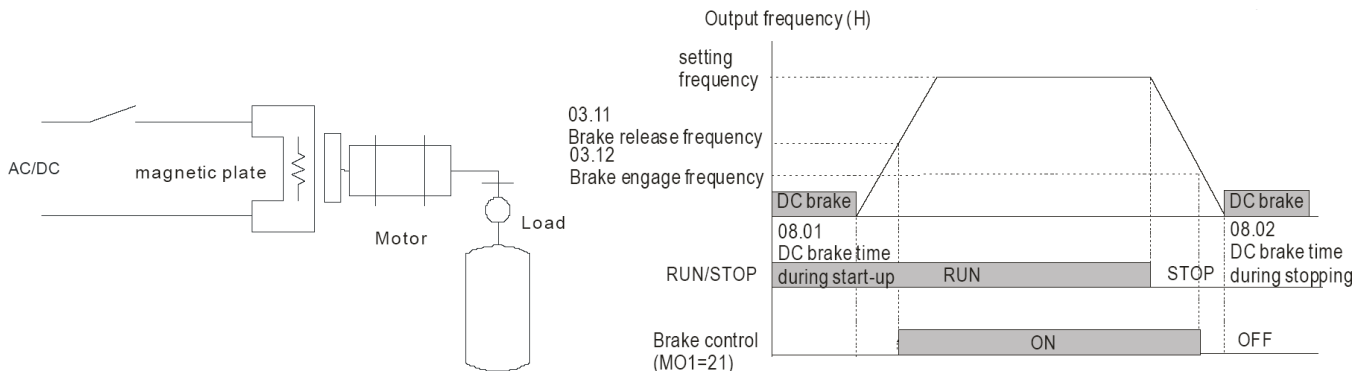 AC/DC
magnetic plate
Motor
Load
Output frequency (H)
setting
frequency
03.11
Brake release frequency
03.12
Brake engage frequency
DC brake
DC brake
08.01
DC brake time
during start-up
08.02
DC brake time
during stopping
RUN/STOP
RUN
STOP
Brake control
(MO1=21)
ON
OFF